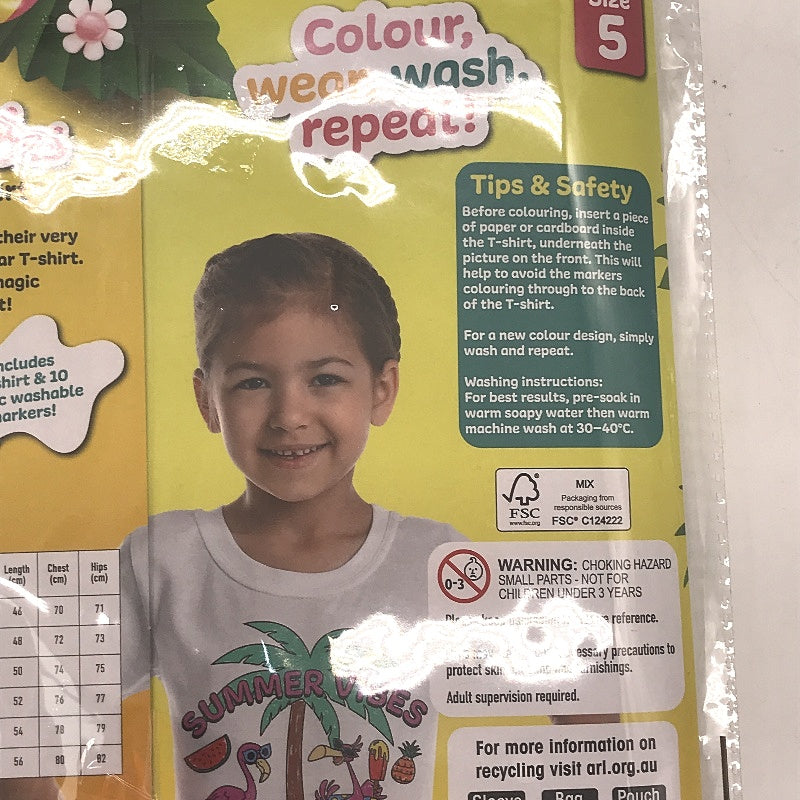 Colour,
wear, wash,
repeat!
Size
5
their very
ar T-shirt.
magic
t!
ncludes
shirt & 10
c washable
markers!
Tips & Safety
Before colouring, insert a piece
of paper or cardboard inside
the T-shirt, underneath the
picture on the front. This will
help to avoid the markers
colouring through to the back
of the T-shirt.
For a new colour design, simply
wash and repeat.
Washing instructions:
For best results, pre-soak in
warm soapy water then warm
machine wash at 30–40°C.
FSC
www.fsc.org
MIX
Packaging from
responsible sources
FSC® C124222
0-3
WARNING: CHOKING HAZARD
SMALL PARTS - NOT FOR
CHILDREN UNDER 3 YEARS
reference.
precautions to
protect
Adult supervision required.
For more information on
recycling visit arl.org.au
Sleeve Bag Pouch
Length Chest Hips
(cm) (cm) (cm)
46 70 71
48 72 73
50 74 75
52 76 77
54 78 79
56 80 82
SUMMER VIBES